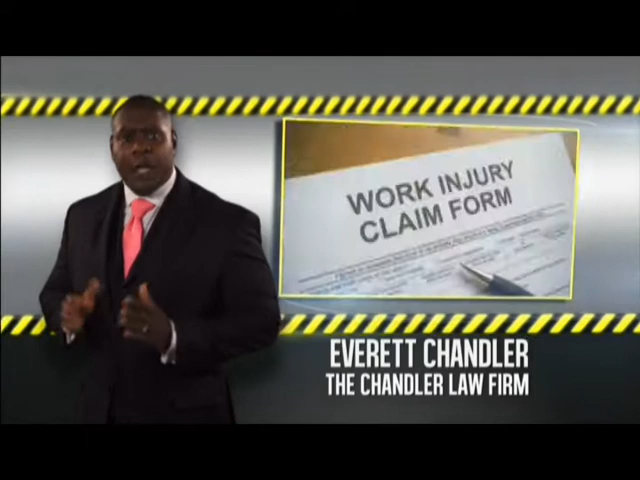 WORK INJURY
CLAIM FORM
EVERETT CHANDLER
THE CHANDLER LAW FIRM